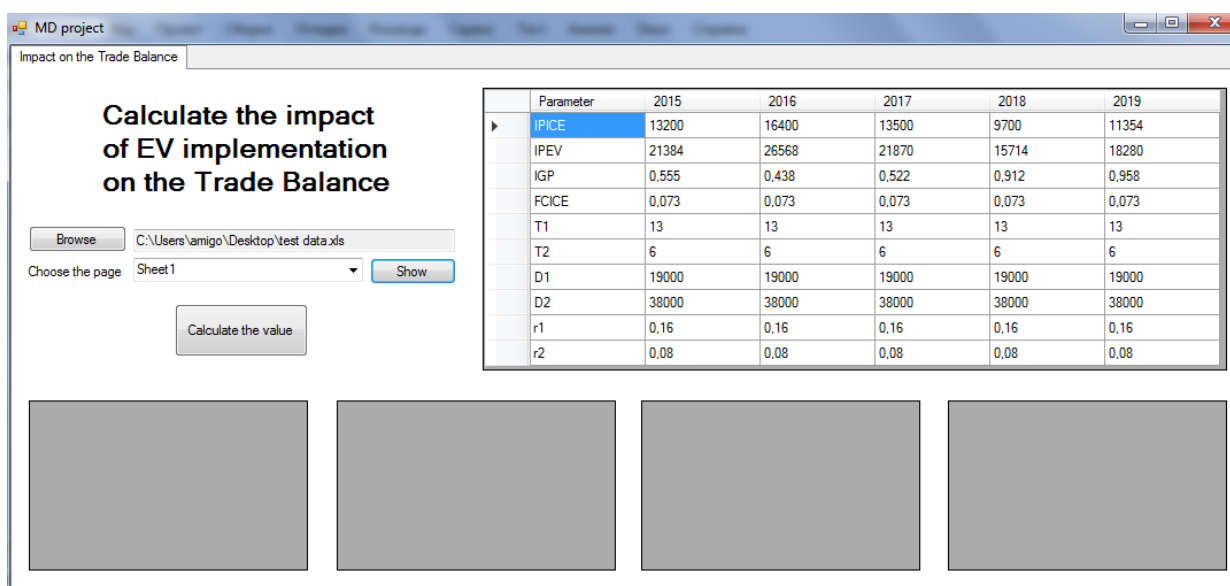 MD project
Impact on the Trade Balance
Calculate the impact
of EV implementation
on the Trade Balance
Browse
C:\Users\amigo\Desktop\test data.xls
Choose the page
Sheet1
Show
Calculate the value
Parameter 2015 2016 2017 2018 2019
IPICE 13200 16400 13500 9700 11354
IPEV 21384 26568 21870 15714 18280
IGP 0,555 0,438 0,522 0,912 0,958
FCICE 0,073 0,073 0,073 0,073 0,073
T1 13 13 13 13 13
T2 6 6 6 6 6
D1 19000 19000 19000 19000 19000
D2 38000 38000 38000 38000 38000
r1 0,16 0,16 0,16 0,16 0,16
r2 0,08 0,08 0,08 0,08 0,08